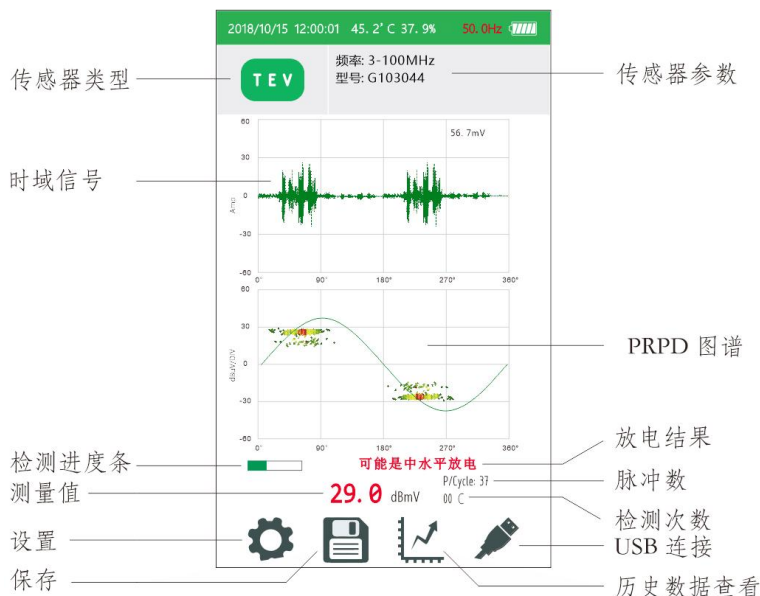 2018/10/15 12:00:01 45.2°C 37.9% 50.0Hz
传感器类型
TEV
频率: 3-100MHz
型号: G103044
传感器参数
时域信号
60
56.7mV
30
Amp
0
-30
-60
0° 90° 180° 270° 360°
60
30
dBuV/DIV
0
-30
-60
0° 90° 180° 270° 360°
PRPD 图谱
检测进度条
可能是中水平放电
放电结果
测量值
29.0 dBmV
P/Cycle: 37
00 C
脉冲数
检测次数
设置
USB 连接
保存
历史数据查看